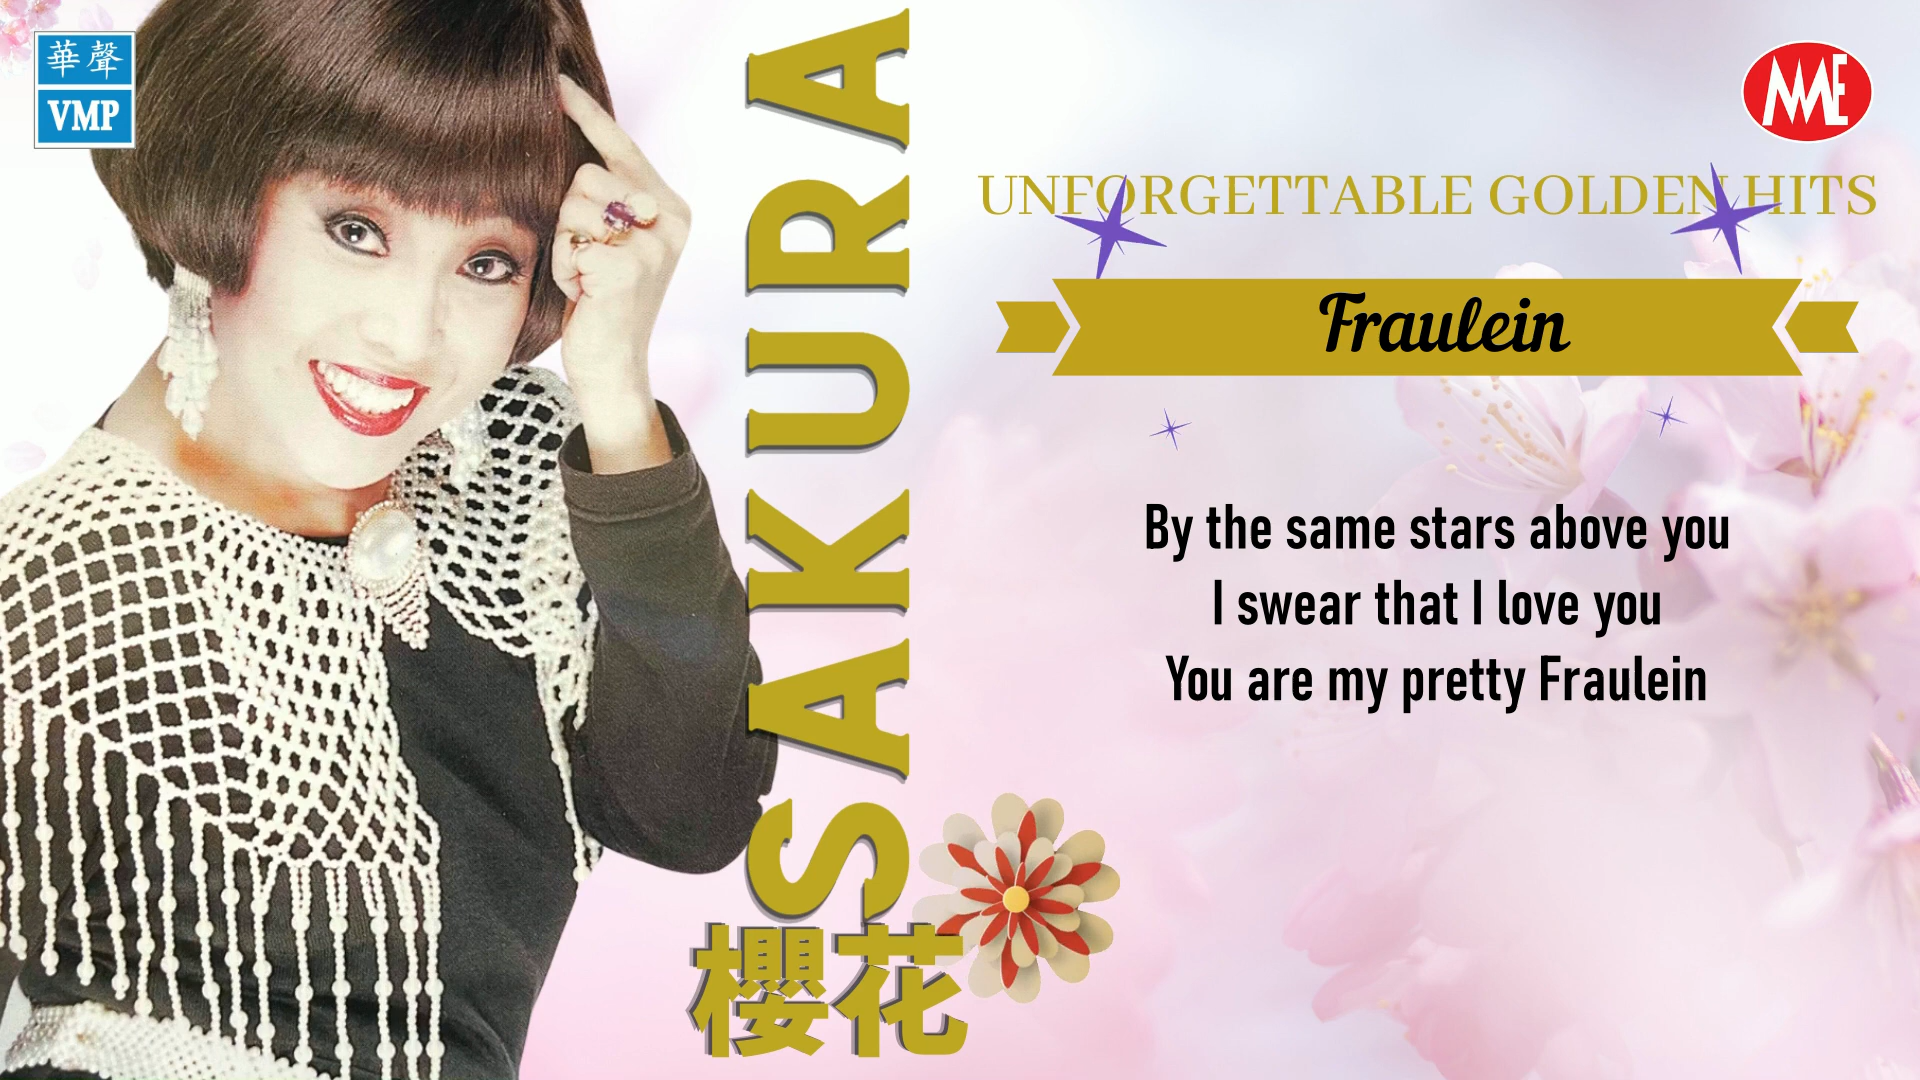 華聲
VMP
SAKURA
櫻花
MME
UNFORGETTABLE GOLDEN HITS
Fraulein
By the same stars above you
I swear that I love you
You are my pretty Fraulein